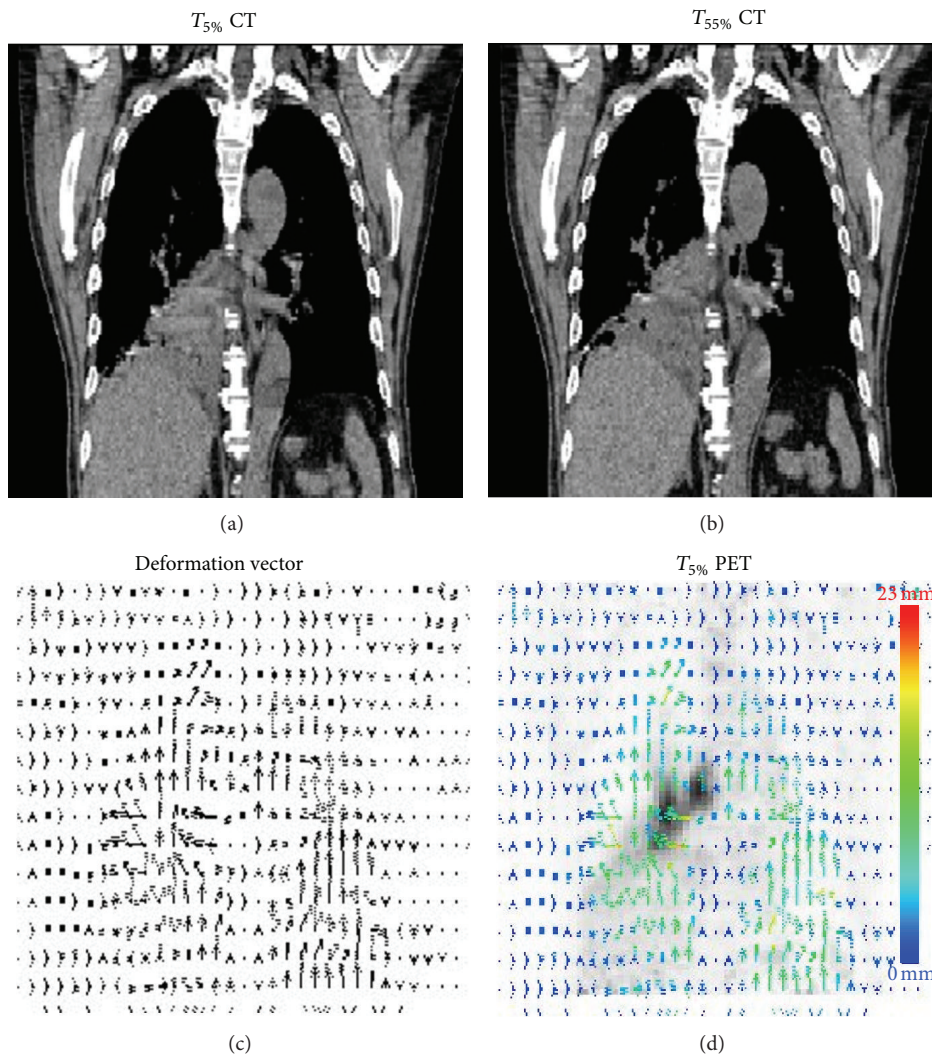 T5% CT
T55% CT
(a)
(b)
Deformation vector
T5% PET
23 mm
0 mm
(c)
(d)